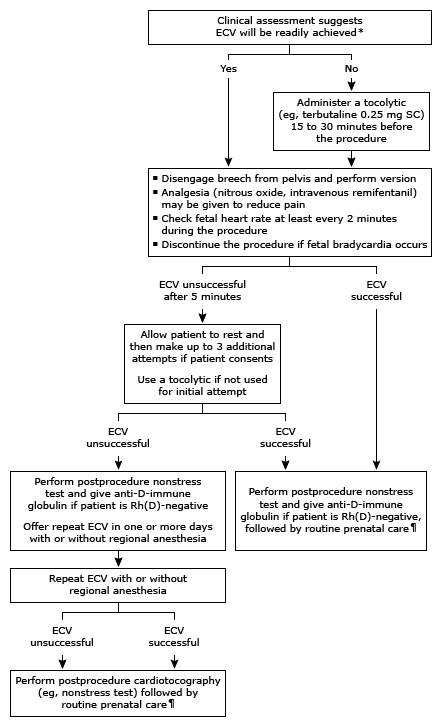 Clinical assessment suggests
ECV will be readily achieved*
Yes
No
Administer a tocolytic
(eg, terbutaline 0.25 mg SC)
15 to 30 minutes before
the procedure
▪ Disengage breech from pelvis and perform version
▪ Analgesia (nitrous oxide, intravenous remifentanil)
may be given to reduce pain
▪ Check fetal heart rate at least every 2 minutes
during the procedure
▪ Discontinue the procedure if fetal bradycardia occurs
ECV unsuccessful
after 5 minutes
ECV
successful
Allow patient to rest and
then make up to 3 additional
attempts if patient consents
Use a tocolytic if not used
for initial attempt
ECV
unsuccessful
ECV
successful
Perform postprocedure nonstress
test and give anti-D-immune
globulin if patient is Rh(D)-negative
Offer repeat ECV in one or more days
with or without regional anesthesia
Perform postprocedure nonstress
test and give anti-D-immune
globulin if patient is Rh(D)-negative,
followed by routine prenatal care¶
Repeat ECV with or without
regional anesthesia
ECV
unsuccessful
ECV
successful
Perform postprocedure cardiotocography
(eg, nonstress test) followed by
routine prenatal care¶